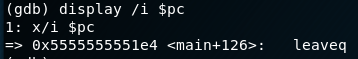 (gdb) display /i $pc
1: x/i $pc
=> 0x5555555551e4 <main+126>:   leaveq